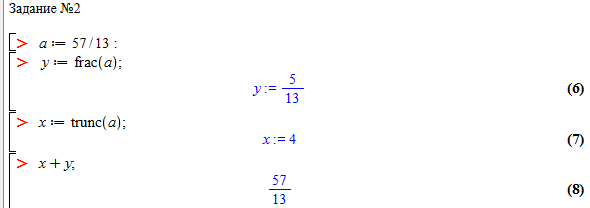 Задание №2
> a := 57/13 :
> y := frac(a);
y := 5/13 (6)
> x := trunc(a);
x := 4 (7)
> x + y;
57/13 (8)